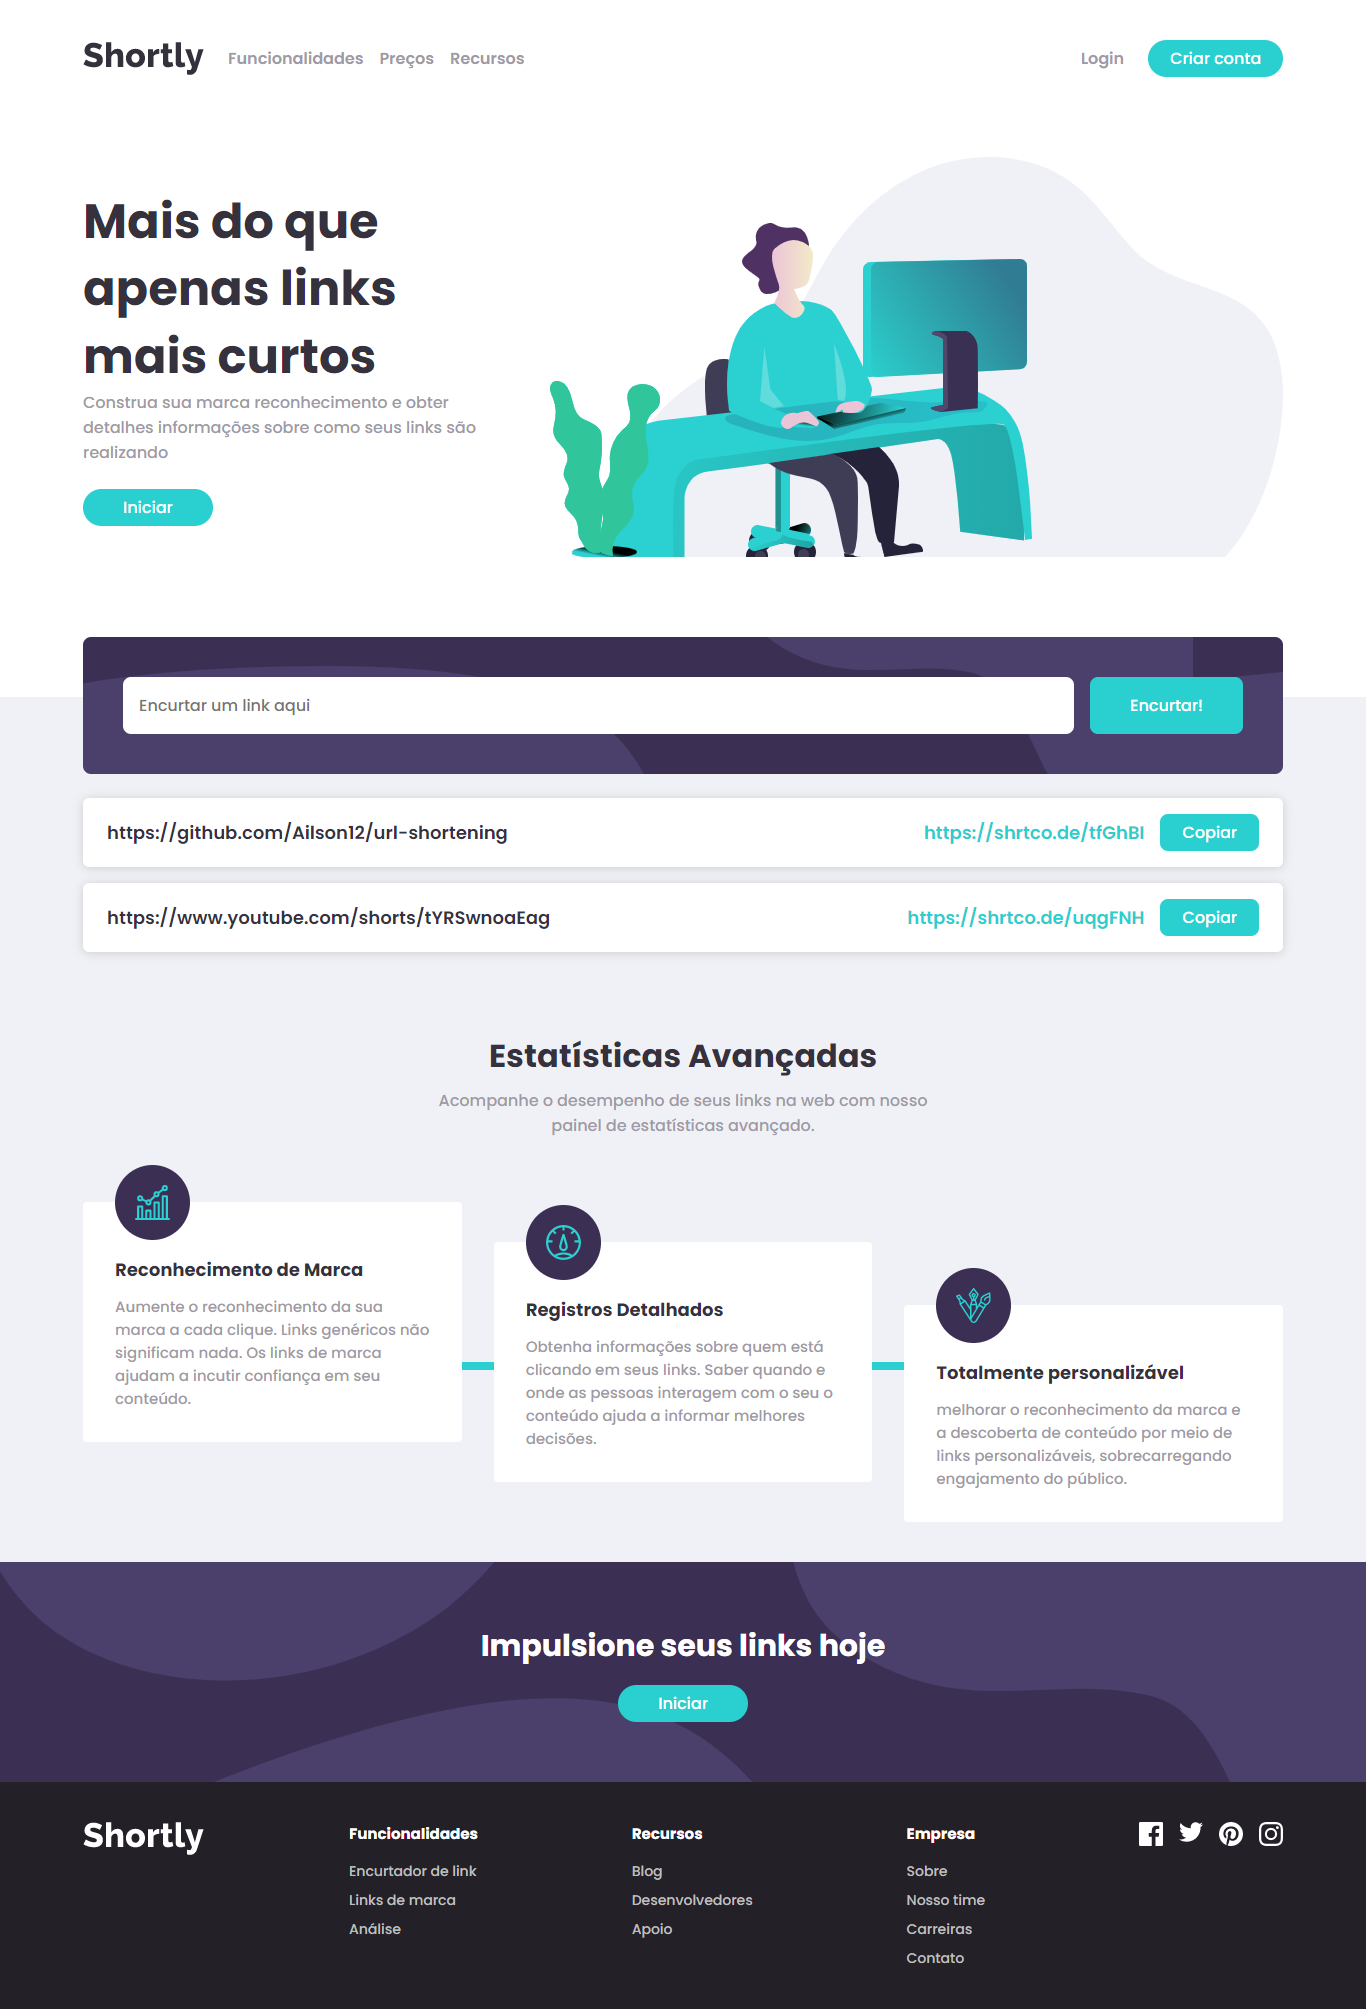 Shortly
Funcionalidades
Preços
Recursos
Login
Criar conta
Mais do que
apenas links
mais curtos
Construa sua marca reconhecimento e obter
detalhes informações sobre como seus links são
realizando
Iniciar
Encurtar um link aqui
Encurtar!
https://github.com/Ailson12/url-shortening
https://shrtco.de/tfGhBI
Copiar
https://www.youtube.com/shorts/tYRSwnoaEag
https://shrtco.de/uqgFNH
Copiar
Estatísticas Avançadas
Acompanhe o desempenho de seus links na web com nosso
painel de estatísticas avançado.
Reconhecimento de Marca
Aumente o reconhecimento da sua
marca a cada clique. Links genéricos não
significam nada. Os links de marca
ajudam a incutir confiança em seu
conteúdo.
Registros Detalhados
Obtenha informações sobre quem está
clicando em seus links. Saber quando e
onde as pessoas interagem com o seu o
conteúdo ajuda a informar melhores
decisões.
Totalmente personalizável
melhorar o reconhecimento da marca e
a descoberta de conteúdo por meio de
links personalizáveis, sobrecarregando
engajamento do público.
Impulsione seus links hoje
Iniciar
Shortly
Funcionalidades
Encurtador de link
Links de marca
Análise
Recursos
Blog
Desenvolvedores
Apoio
Empresa
Sobre
Nosso time
Carreiras
Contato